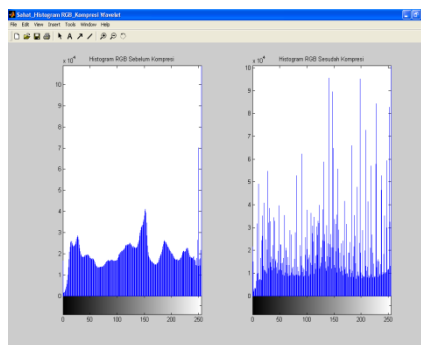 Sahat_Histogram RGB_Kompresi Wavelet
File Edit View Insert Tools Window Help
x 10^4
Histogram RGB Sebelum Kompresi
10
9
8
7
6
5
4
3
2
1
0
0 50 100 150 200 250
x 10^4
Histogram RGB Sesudah Kompresi
10
9
8
7
6
5
4
3
2
1
0
0 50 100 150 200 250